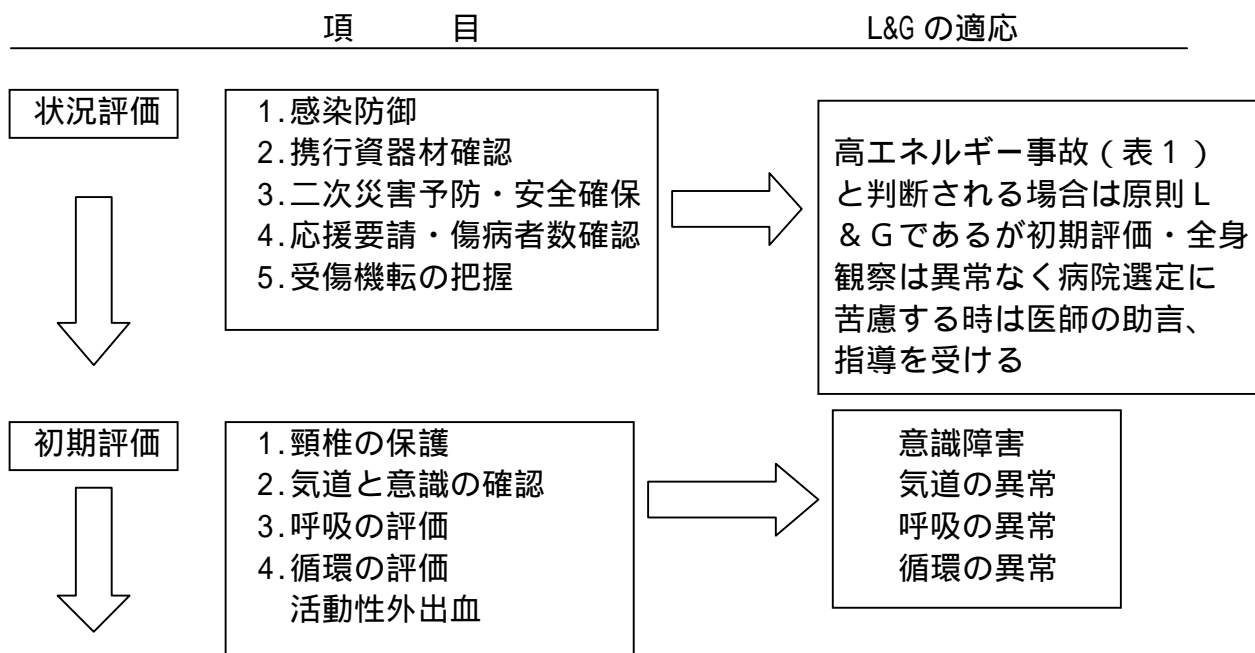 項 目 L&G の適応
状況評価
1.感染防御
2.携行資器材確認
3.二次災害予防・安全確保
4.応援要請・傷病者数確認
5.受傷機転の把握
高エネルギー事故(表1)
と判断される場合は原則L
&Gであるが初期評価・全身
観察は異常なく病院選定に
苦慮する時は医師の助言、
指導を受ける
初期評価
1.頸椎の保護
2.気道と意識の確認
3.呼吸の評価
4.循環の評価
活動性外出血
意識障害
気道の異常
呼吸の異常
循環の異常